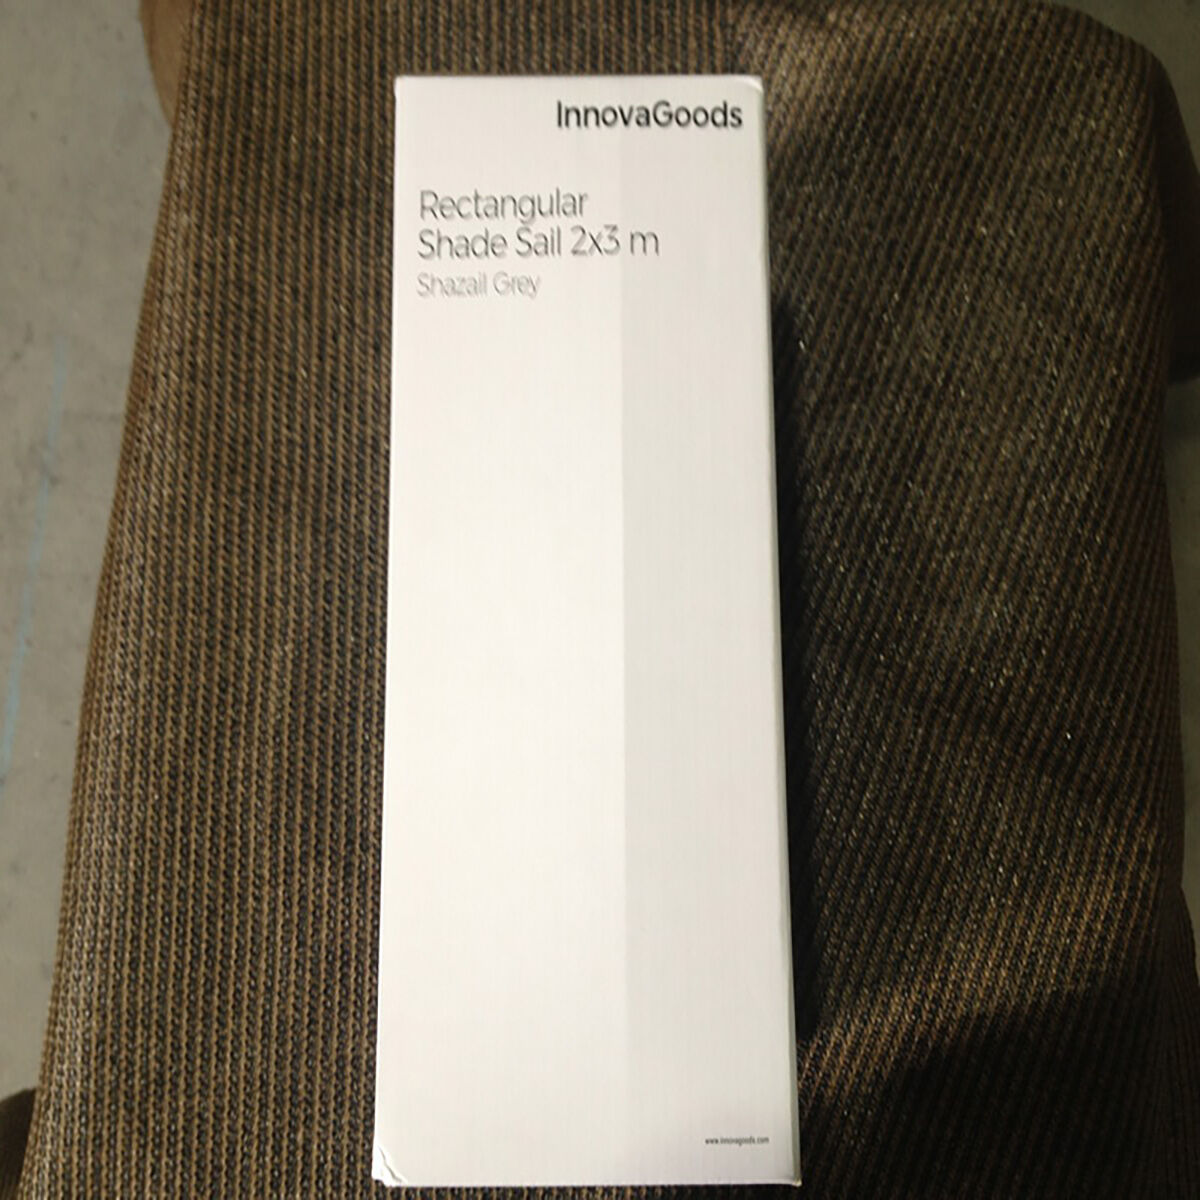 InnovaGoods
Rectangular
Shade Sail 2x3 m
Shazail Grey
www.innovagoods.com